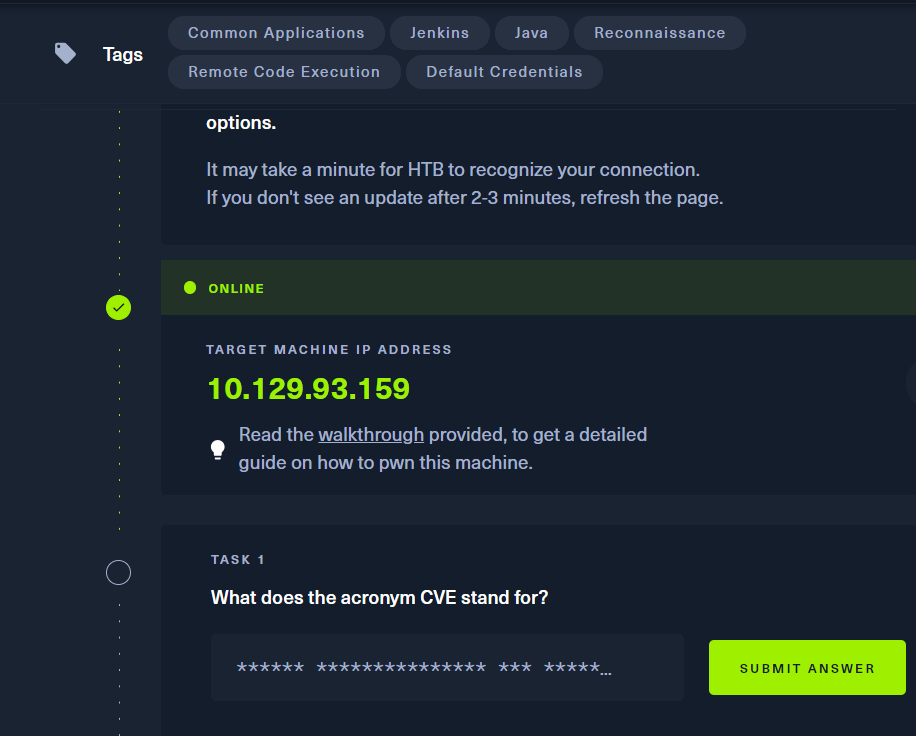 Tags
Common Applications Jenkins Java Reconnaissance
Remote Code Execution Default Credentials
options.
It may take a minute for HTB to recognize your connection.
If you don't see an update after 2-3 minutes, refresh the page.
ONLINE
TARGET MACHINE IP ADDRESS
10.129.93.159
Read the walkthrough provided, to get a detailed
guide on how to pwn this machine.
TASK 1
What does the acronym CVE stand for?
****** *************** *** *****...
SUBMIT ANSWER